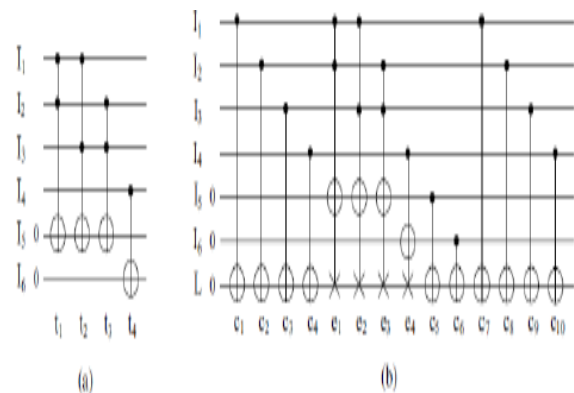 I1
I2
I3
I4
I5 0
I6 0
t1 t2 t3 t4
(a)
I1
I2
I3
I4
I5 0
I6 0
L 0
c1 c2 c3 c4 e1 e2 e3 e4 c5 c6 c7 c8 c9 c10
(b)